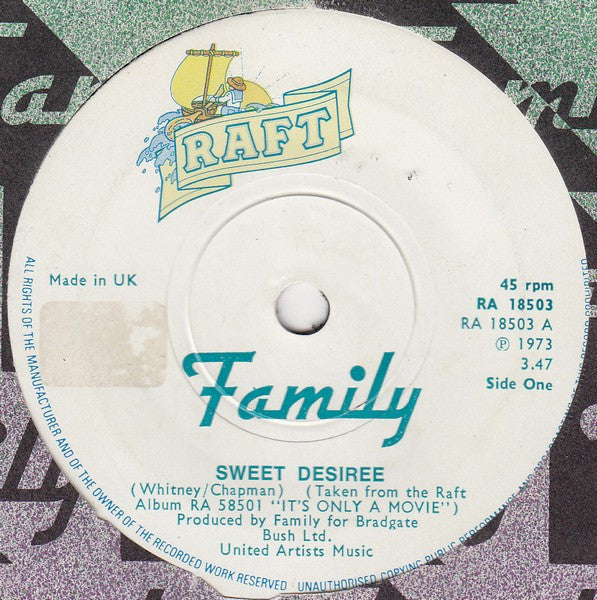 RAFT
Made in UK
45 rpm
RA 18503
RA 18503 A
Ⓟ 1973
3.47
Side One
Family
SWEET DESIREE
(Whitney/Chapman) (Taken from the Raft
Album RA 58501 "IT'S ONLY A MOVIE")
Produced by Family for Bradgate
Bush Ltd.
United Artists Music
ALL RIGHTS OF THE MANUFACTURER AND OF THE OWNER OF THE RECORDED WORK RESERVED · UNAUTHORISED COPYING PUBLIC PERFORMANCE
RECORD PROHIBITED